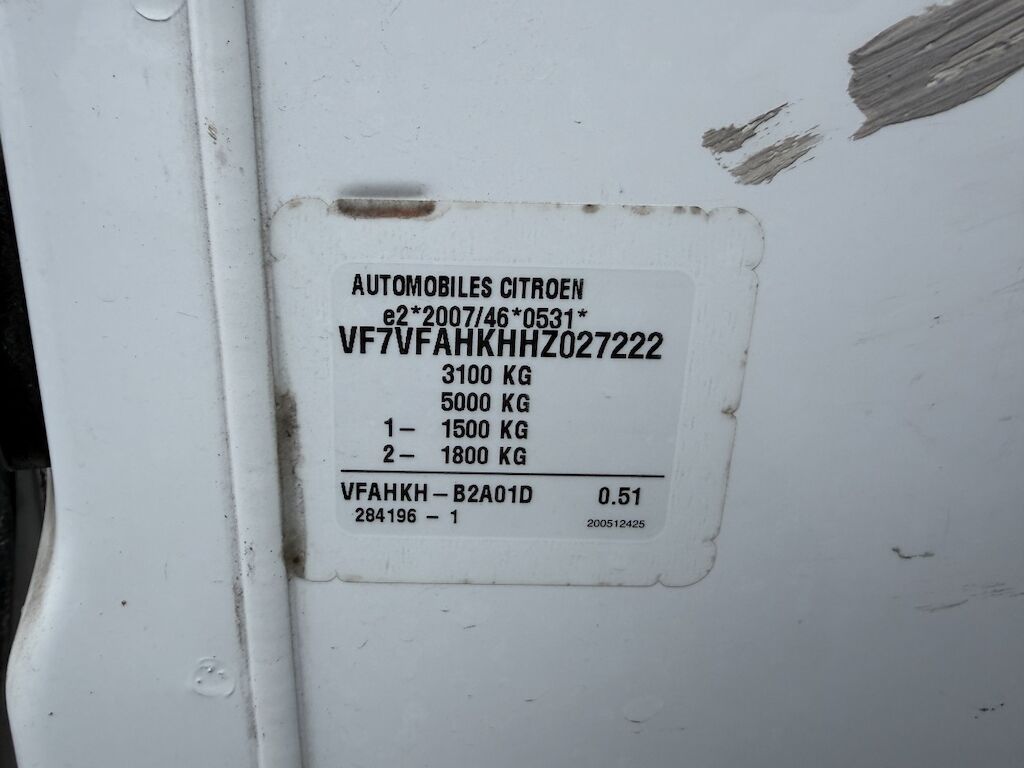 AUTOMOBILES CITROEN
e2*2007/46*0531*
VF7VFAHKHHZ027222
3100 KG
5000 KG
1- 1500 KG
2- 1800 KG
VFAHKH-B2A01D 0.51
284196-1 200512425